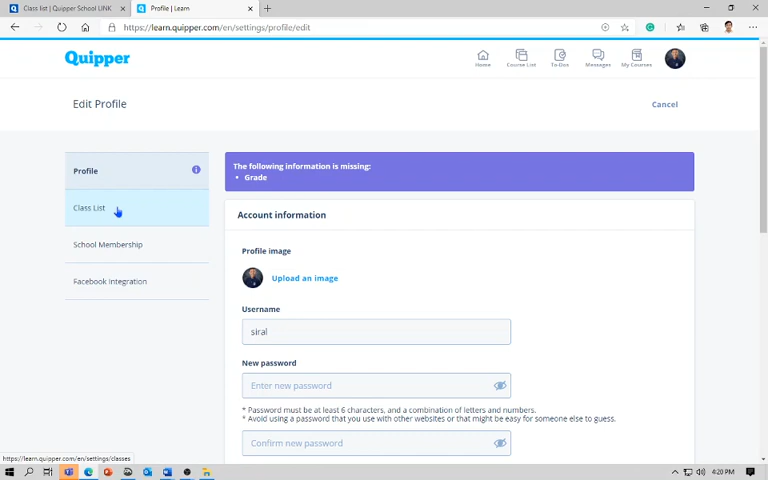 Class list | Quipper School LINK
Profile | Learn
https://learn.quipper.com/en/settings/profile/edit
Quipper
Home
Course List
To-Dos
Messages
My Courses
Edit Profile
Cancel
Profile
The following information is missing:
• Grade
Class List
School Membership
Facebook Integration
Account information
Profile image
Upload an image
Username
siral
New password
Enter new password
* Password must be at least 6 characters, and a combination of letters and numbers.
* Avoid using a password that you use with other websites or that might be easy for someone else to guess.
Confirm new password
https://learn.quipper.com/en/settings/classes
4:20 PM